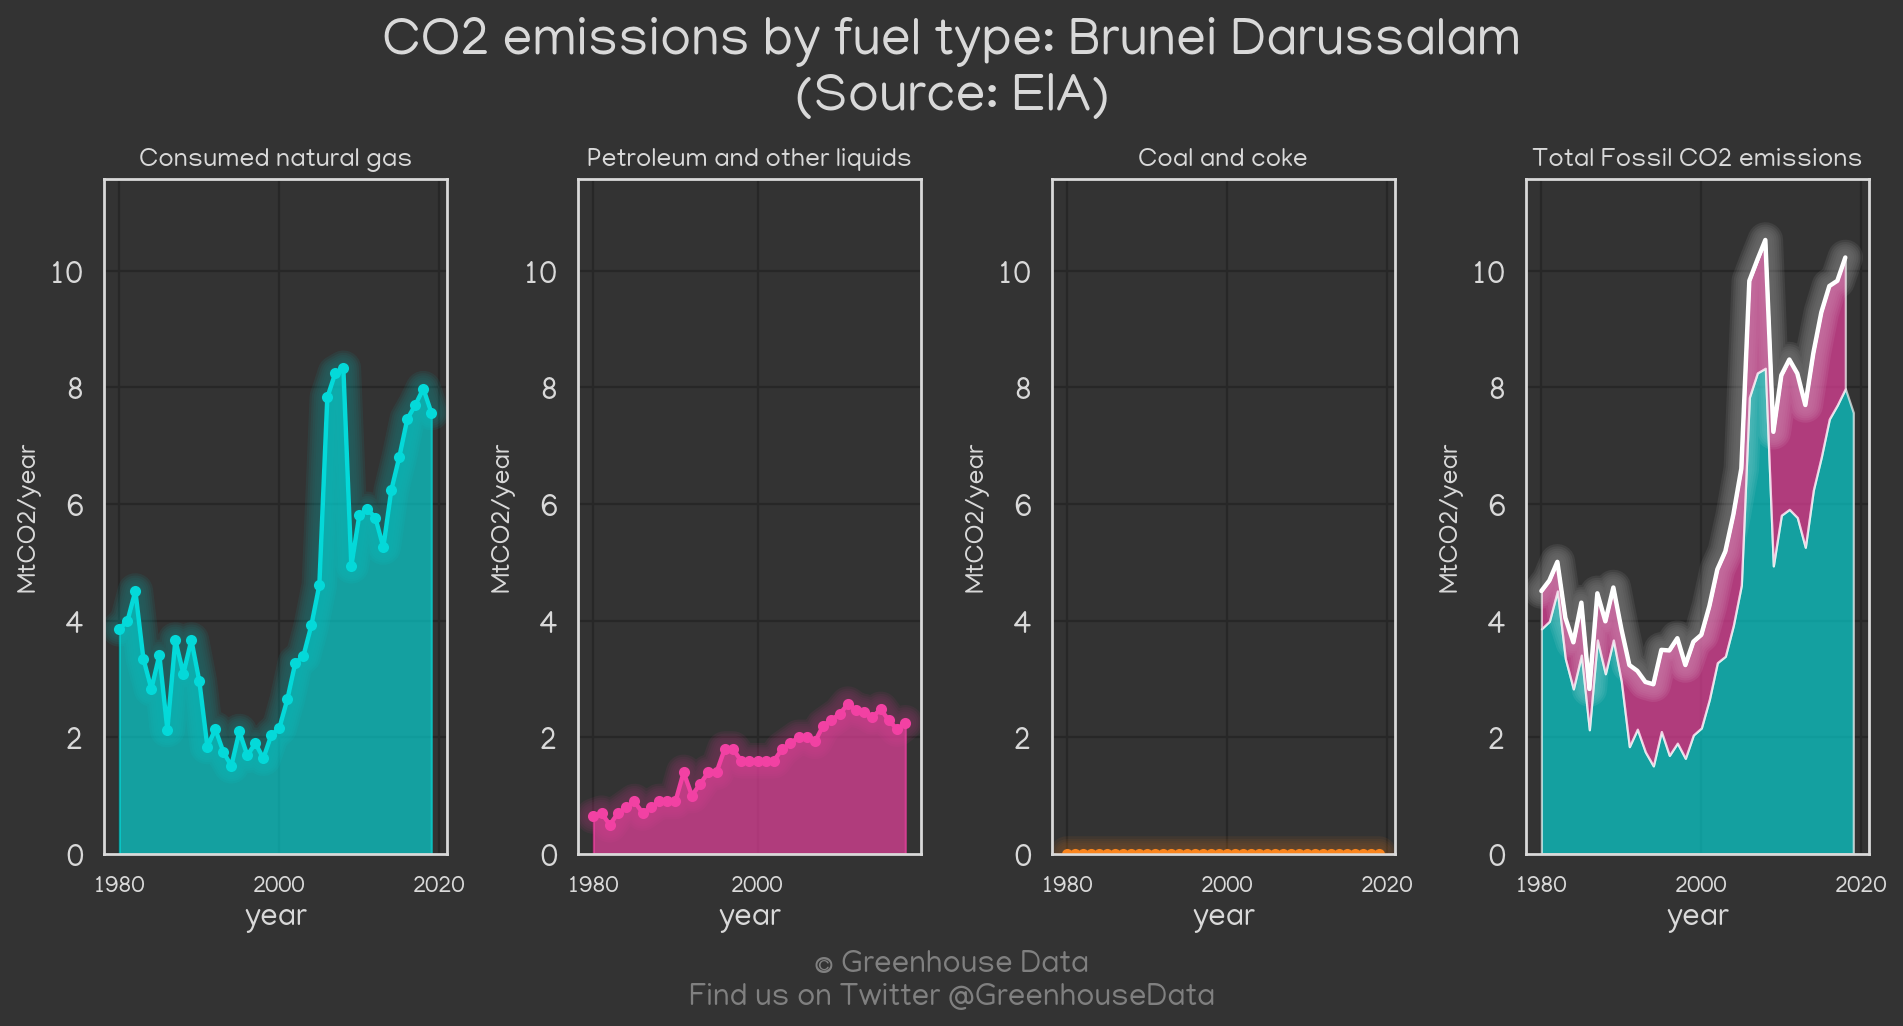 CO2 emissions by fuel type: Brunei Darussalam
(Source: EIA)
Consumed natural gas
MtCO2/year
10
8
6
4
2
0
1980 2000 2020
year
Petroleum and other liquids
MtCO2/year
10
8
6
4
2
0
1980 2000
year
Coal and coke
MtCO2/year
10
8
6
4
2
0
1980 2000 2020
year
Total Fossil CO2 emissions
MtCO2/year
10
8
6
4
2
0
1980 2000 2020
year
© Greenhouse Data
Find us on Twitter @GreenhouseData